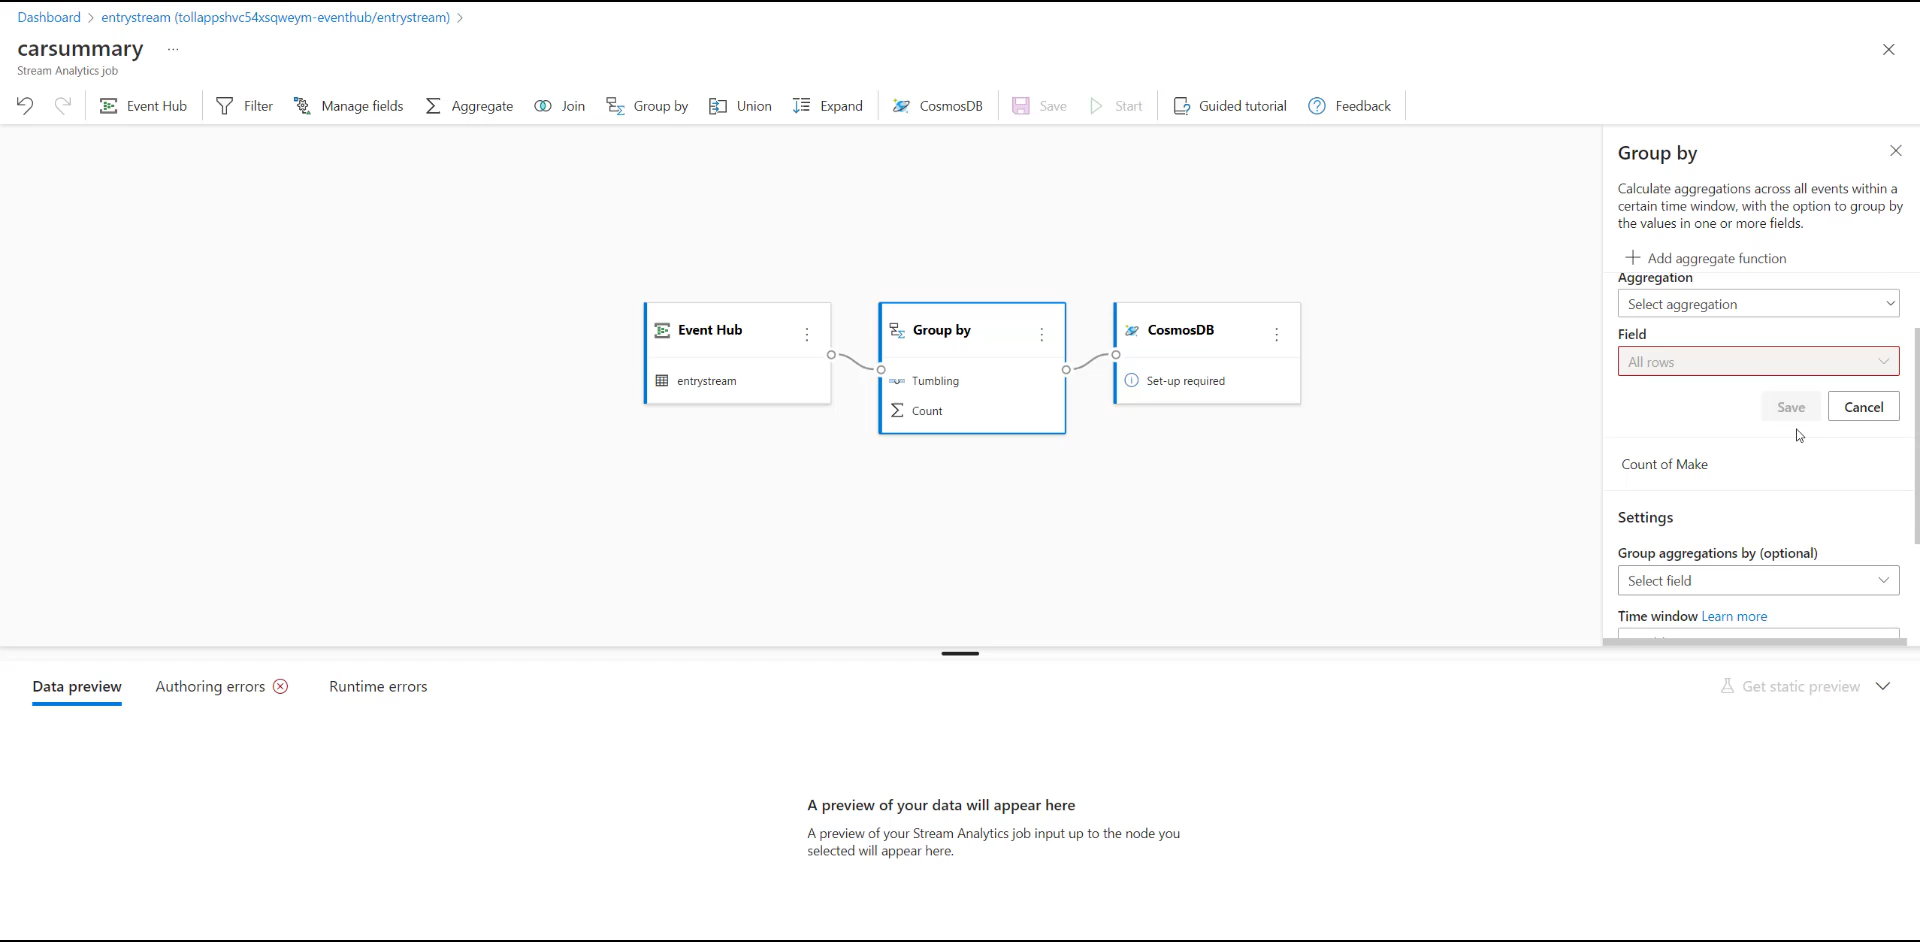 Dashboard > entrystream (tollappshvc54xsqweym-eventhub/entrystream) >
carsummary ...
Stream Analytics job
Event Hub Filter Manage fields Aggregate Join Group by Union Expand CosmosDB Save Start Guided tutorial Feedback
Group by
Calculate aggregations across all events within a
certain time window, with the option to group by
the values in one or more fields.
+ Add aggregate function
Aggregation
Select aggregation
Field
All rows
Save Cancel
Count of Make
Settings
Group aggregations by (optional)
Select field
Time window Learn more
Event Hub
entrystream
Group by
Tumbling
Count
CosmosDB
Set-up required
Data preview Authoring errors Runtime errors Get static preview
A preview of your data will appear here
A preview of your Stream Analytics job input up to the node you
selected will appear here.